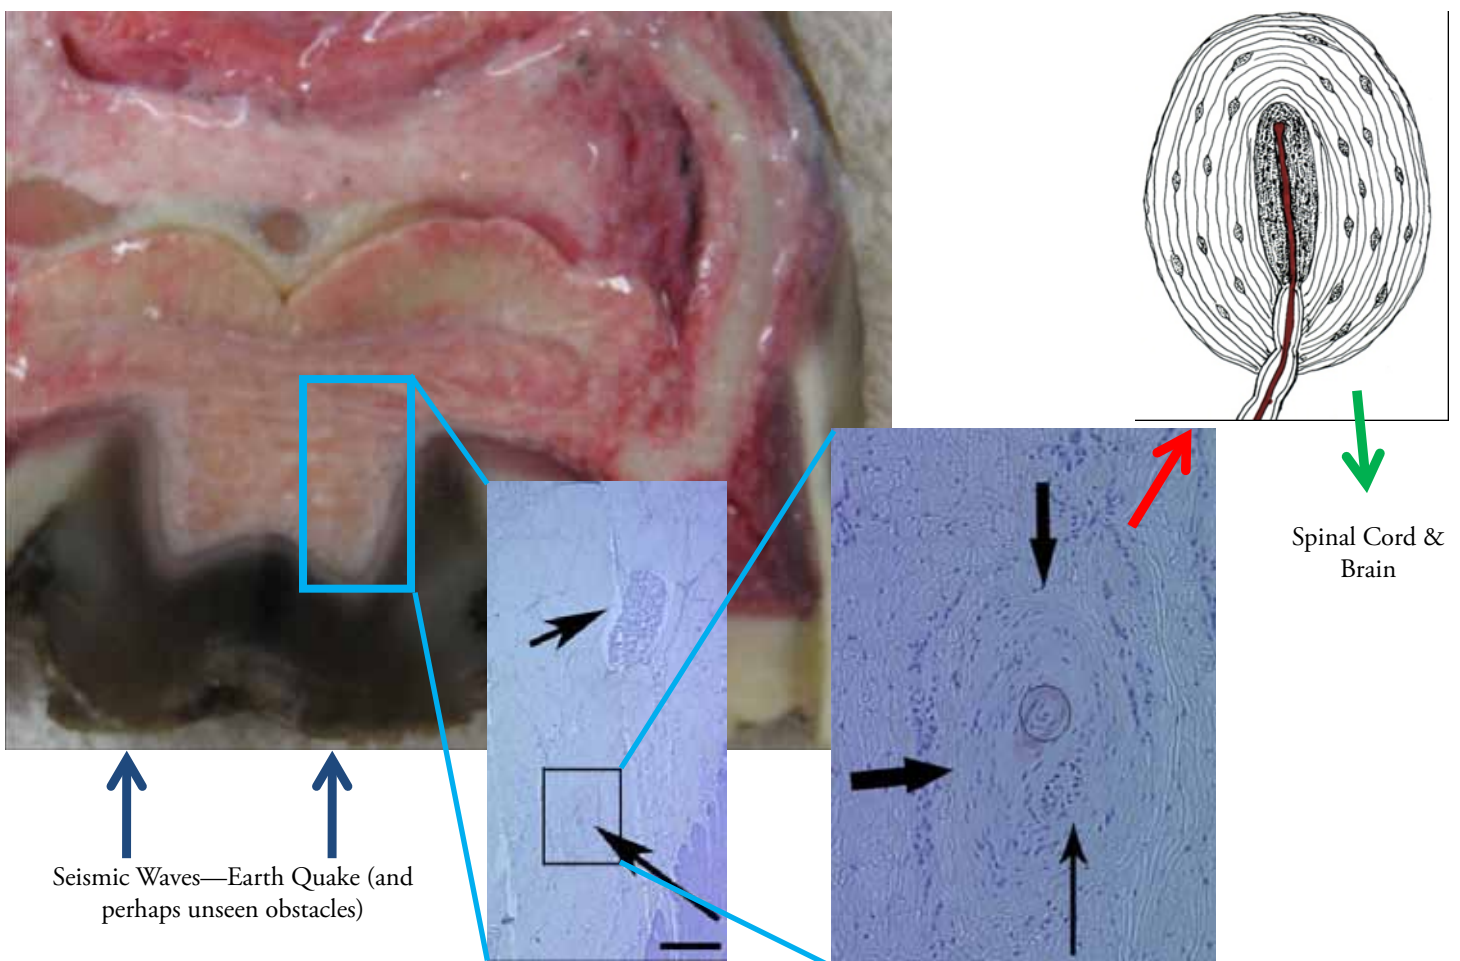 Spinal Cord &
Brain
Seismic Waves—Earth Quake (and
perhaps unseen obstacles)